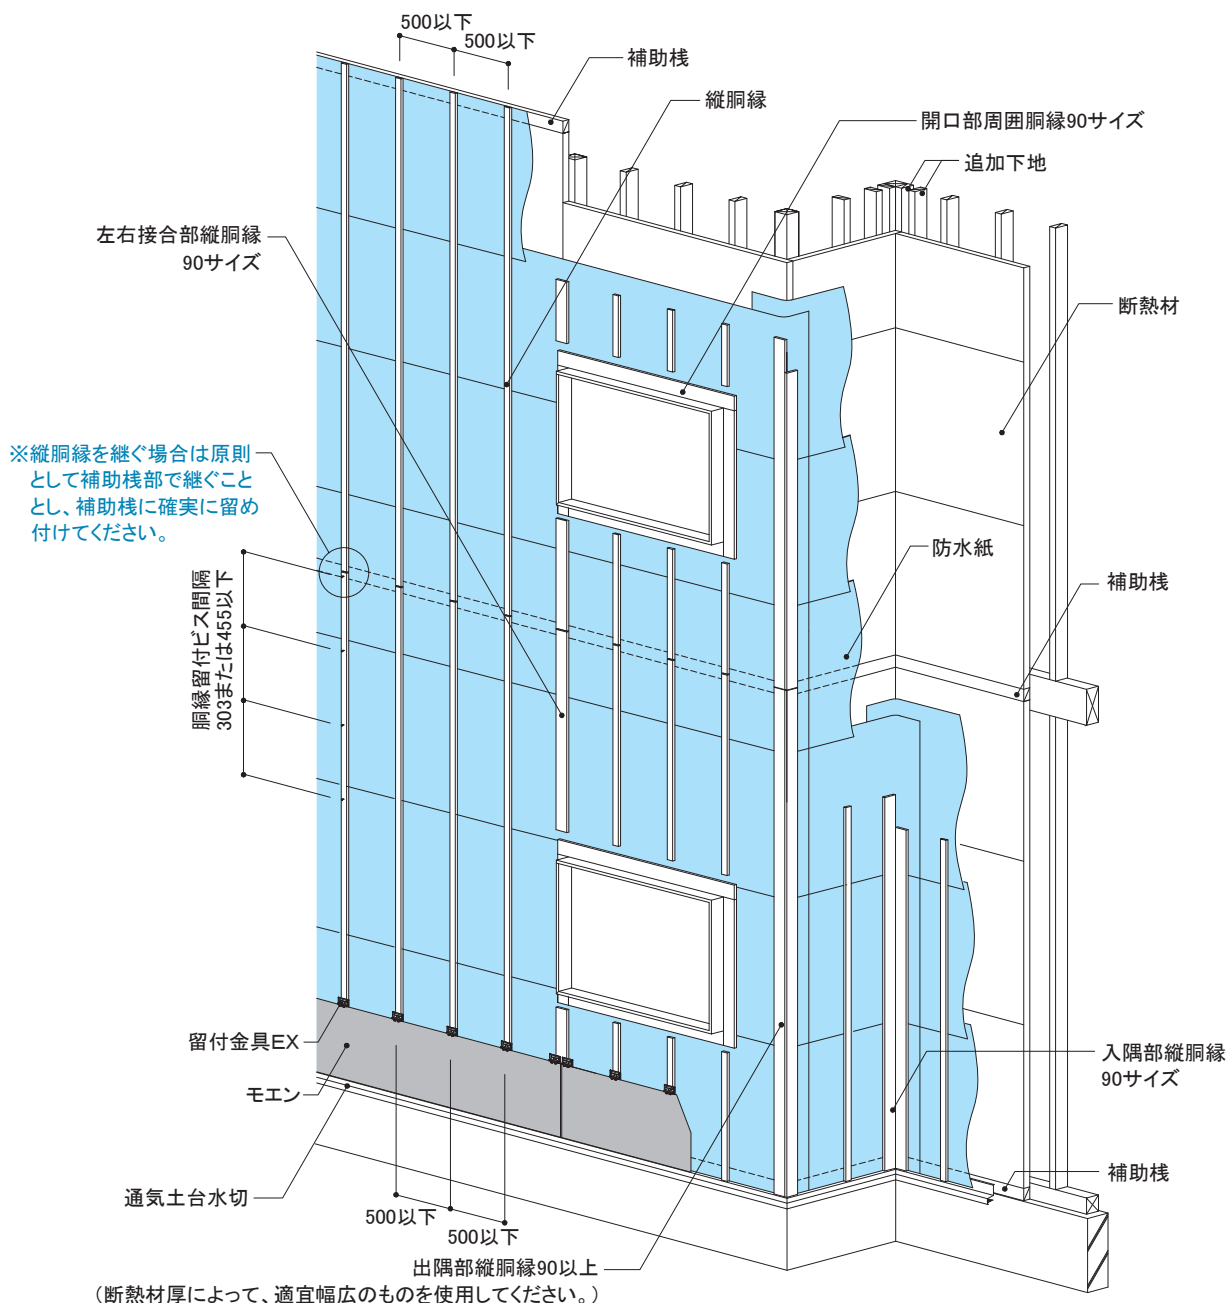 500以下
500以下
補助桟
縦胴縁
開口部周囲胴縁90サイズ
追加下地
左右接合部縦胴縁
90サイズ
断熱材
※縦胴縁を継ぐ場合は原則
として補助桟部で継ぐこと
とし、補助桟に確実に留め
付けてください。
防水紙
補助桟
胴縁留付ビス間隔
303または455以下
留付金具EX
モエン
入隅部縦胴縁
90サイズ
通気土台水切
補助桟
500以下
500以下
出隅部縦胴縁90以上
(断熱材厚によって、適宜幅広のものを使用してください。)